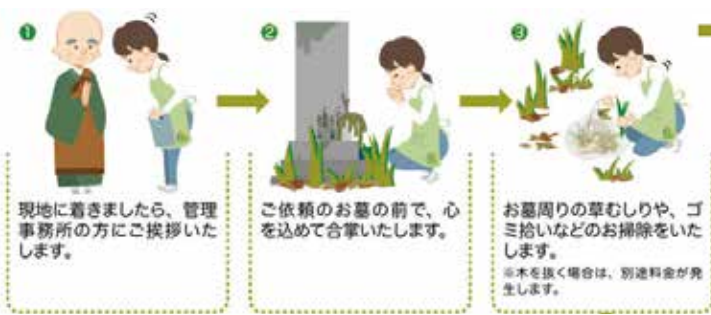 1
現地に着きましたら、管理
事務所の方にご挨拶いた
します。
2
ご依頼のお墓の前で、心
を込めて合掌いたします。
3
お墓周りの草むしりや、ゴ
ミ拾いなどのお掃除をいた
します。
※木を抜く場合は、別途料金が発
生します。